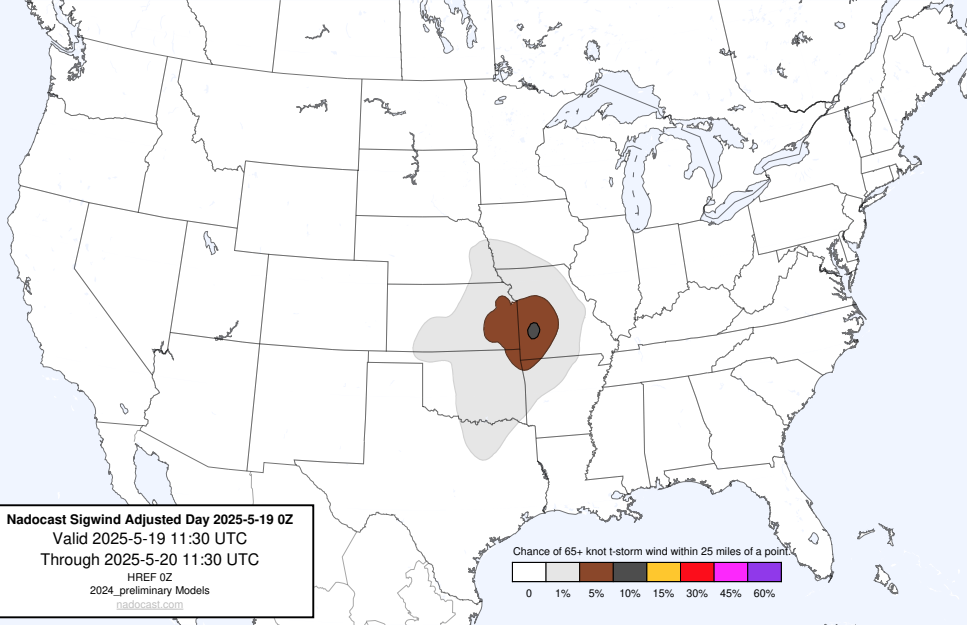 Nadocast Sigwind Adjusted Day 2025-5-19 0Z
Valid 2025-5-19 11:30 UTC
Through 2025-5-20 11:30 UTC
HREF 0Z
2024_preliminary Models
nadocast.com
Chance of 65+ knot t-storm wind within 25 miles of a point.
0 1% 5% 10% 15% 30% 45% 60%